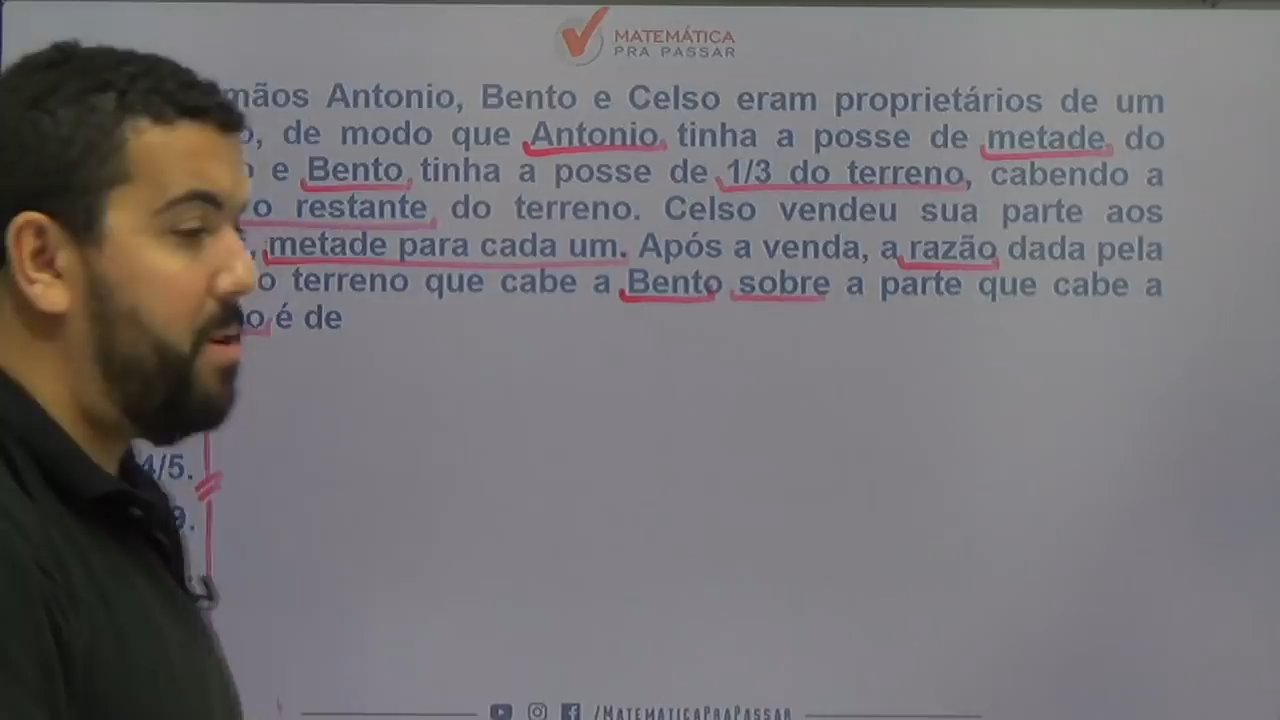 MATEMÁTICA
PRA PASSAR
mãos Antonio, Bento e Celso eram proprietários de um
de modo que Antonio tinha a posse de metade do
e Bento tinha a posse de 1/3 do terreno, cabendo a
o restante do terreno. Celso vendeu sua parte aos
, metade para cada um. Após a venda, a razão dada pela
o terreno que cabe a Bento sobre a parte que cabe a
é de
4/5.
9.
/MATEMATICAPRAPASSAR